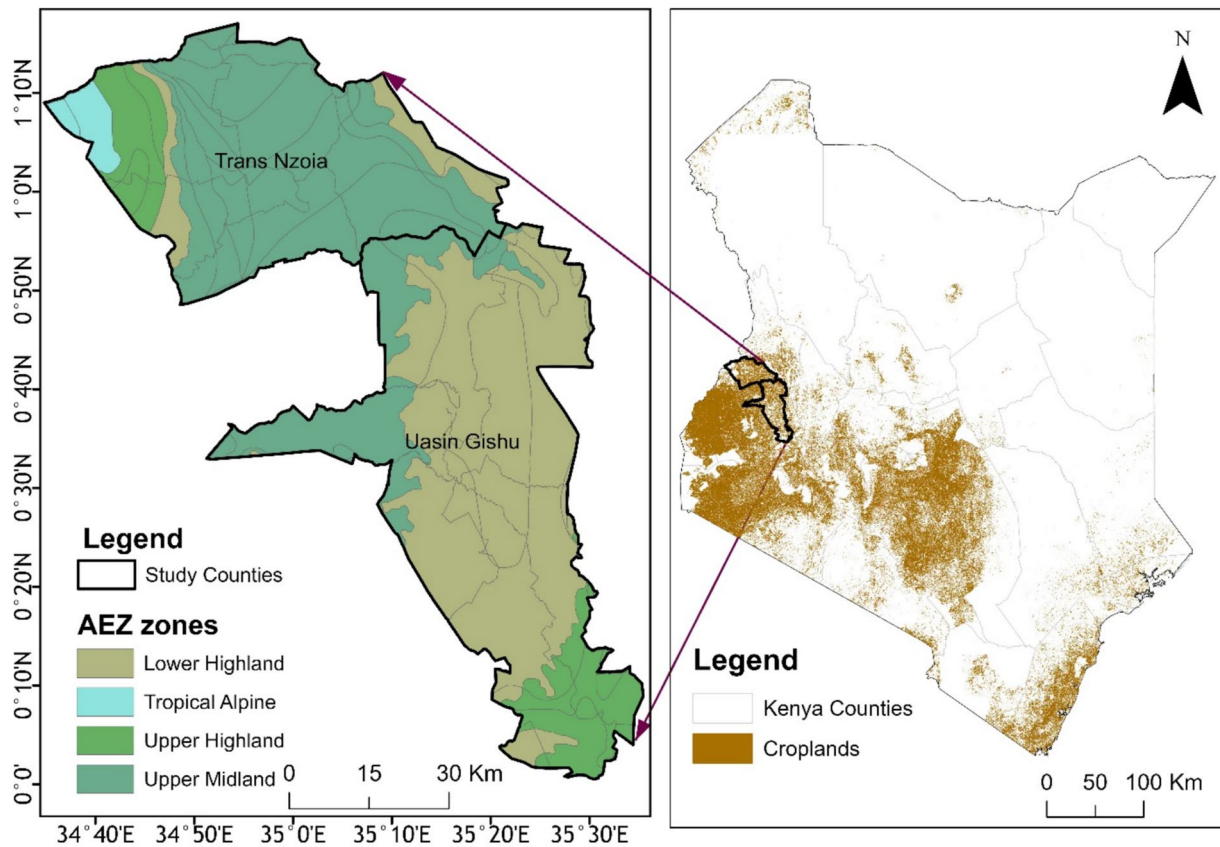 1°10'N
1°0'N
0°50'N
0°40'N
0°30'N
0°20'N
0°10'N
0°0'
Trans Nzoia
Uasin Gishu
Legend
Study Counties
AEZ zones
Lower Highland
Tropical Alpine
Upper Highland
Upper Midland
0 15 30 Km
34°40'E 34°50'E 35°0'E 35°10'E 35°20'E 35°30'E
N
Legend
Kenya Counties
Croplands
0 50 100 Km